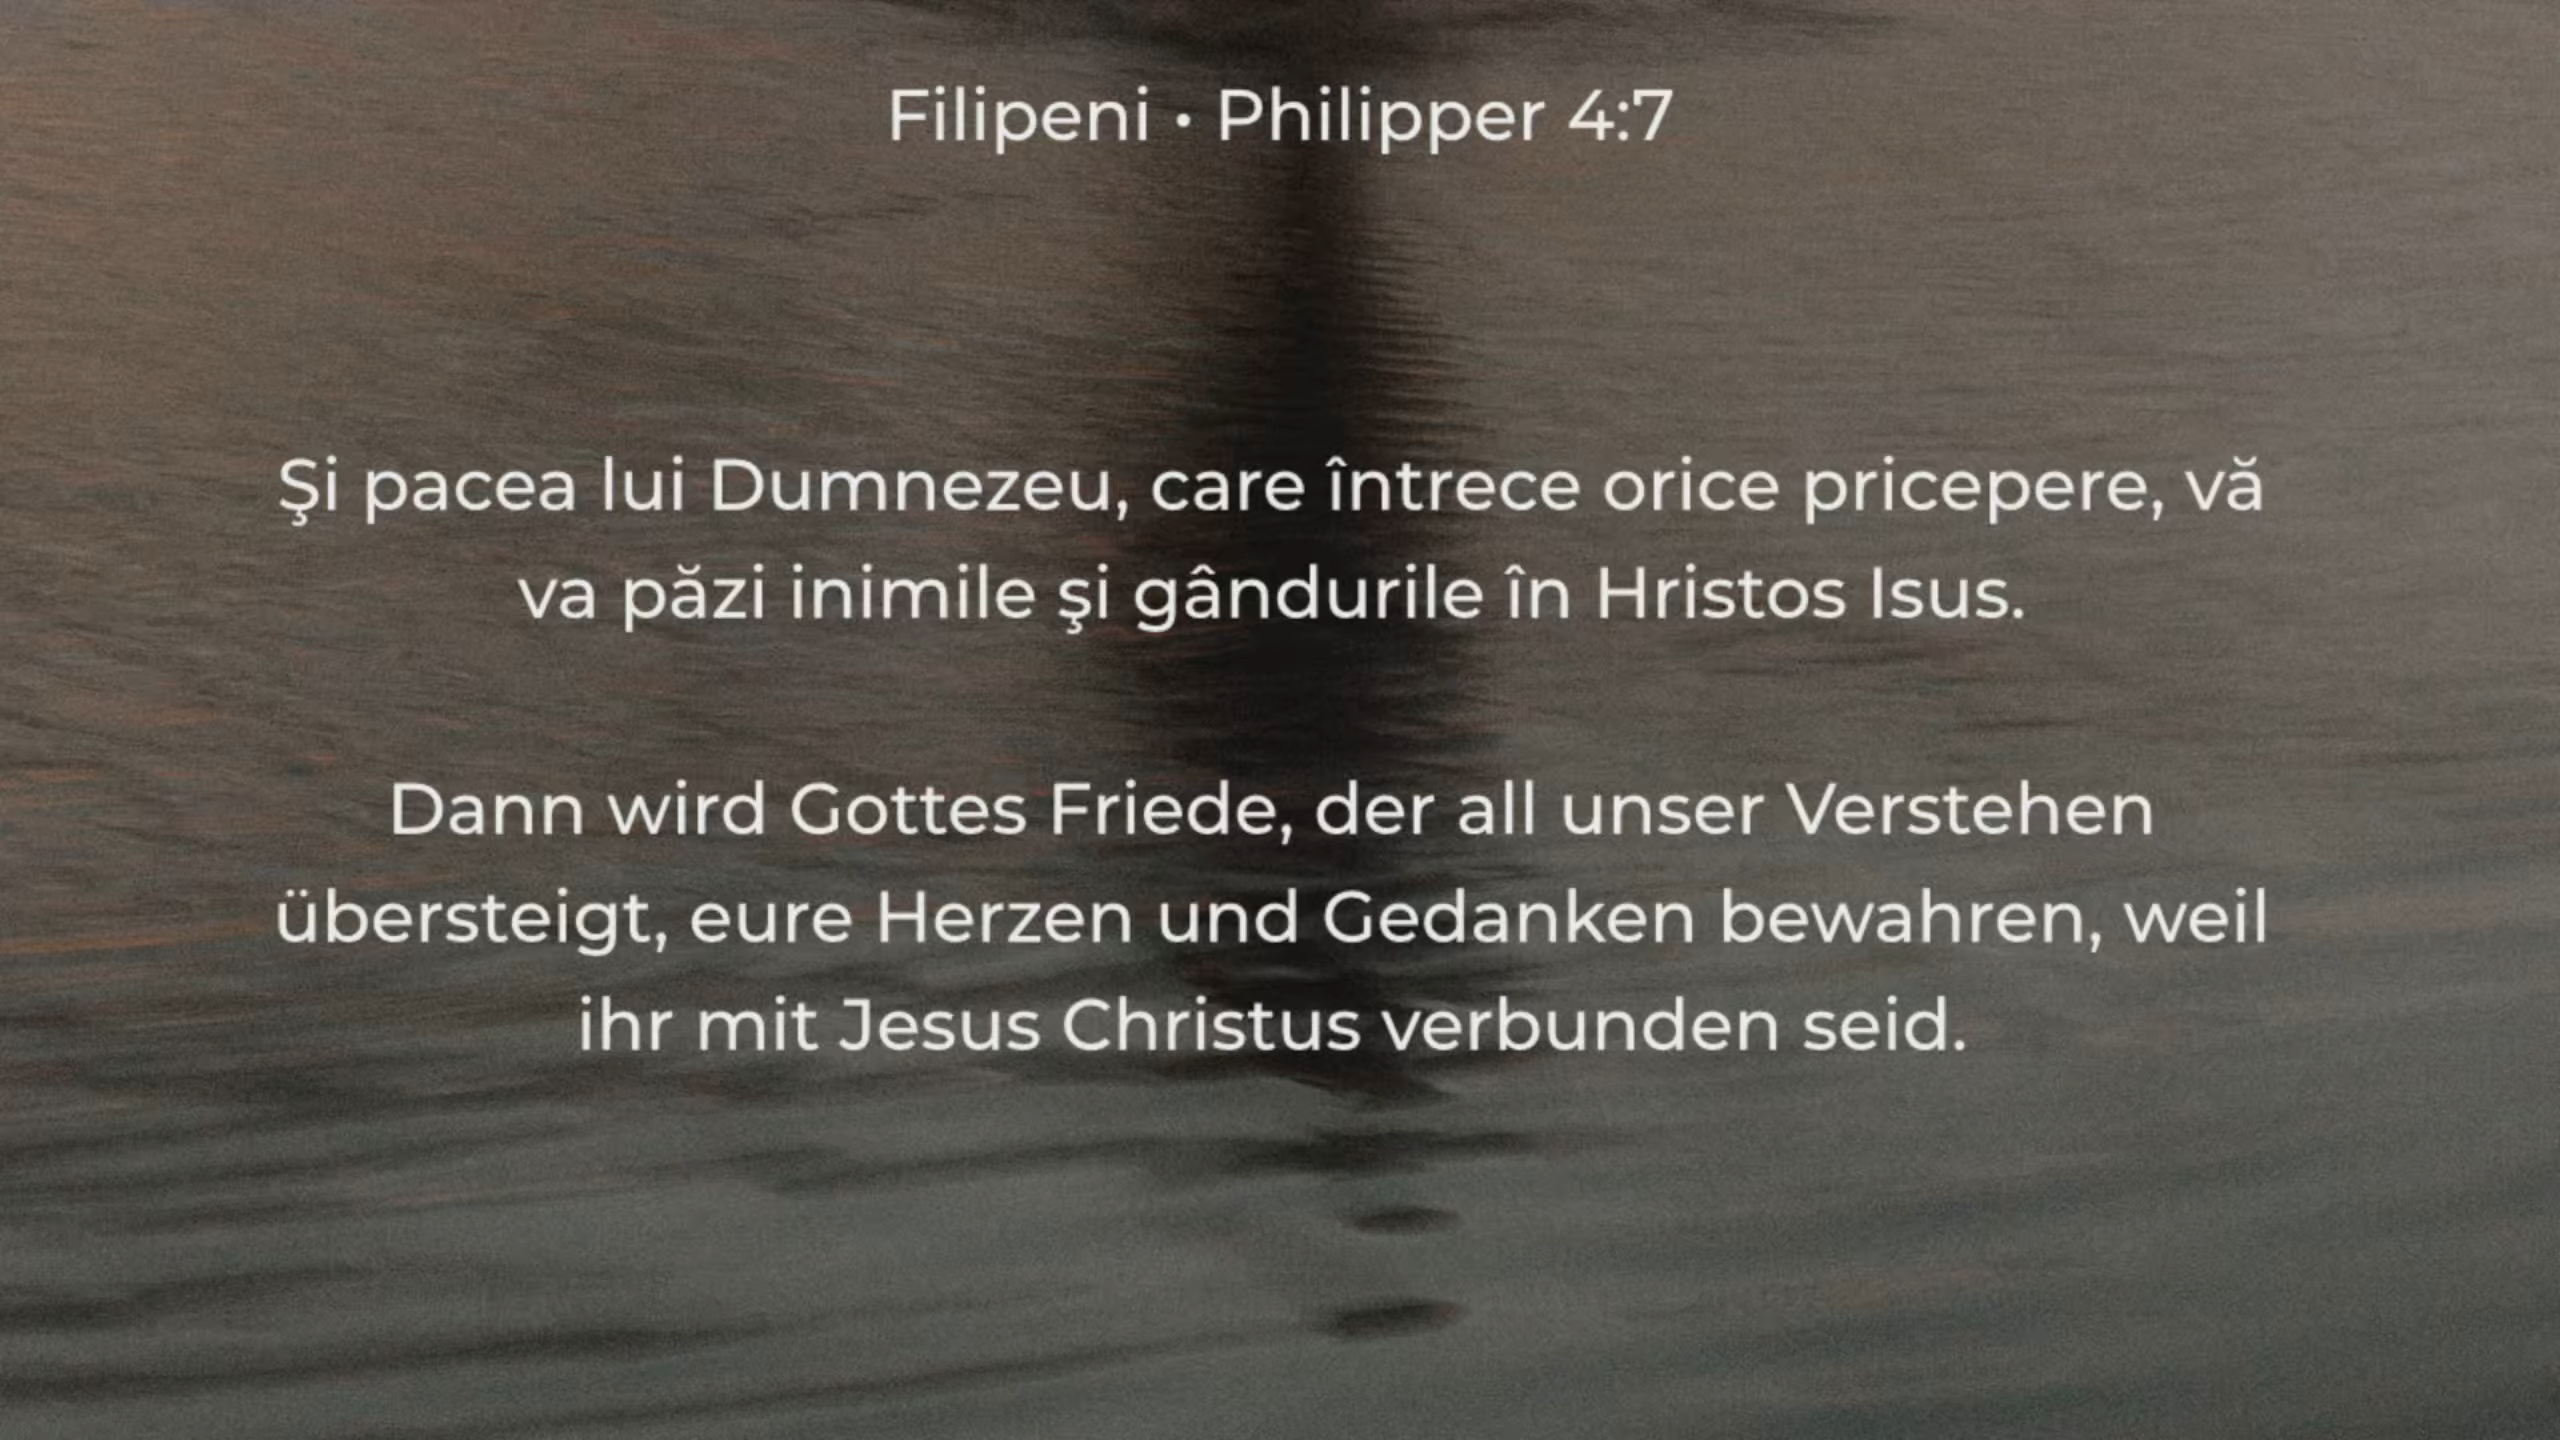 Filipeni • Philipper 4:7
Şi pacea lui Dumnezeu, care întrece orice pricepere, vă
va păzi inimile şi gândurile în Hristos Isus.
Dann wird Gottes Friede, der all unser Verstehen
übersteigt, eure Herzen und Gedanken bewahren, weil
ihr mit Jesus Christus verbunden seid.